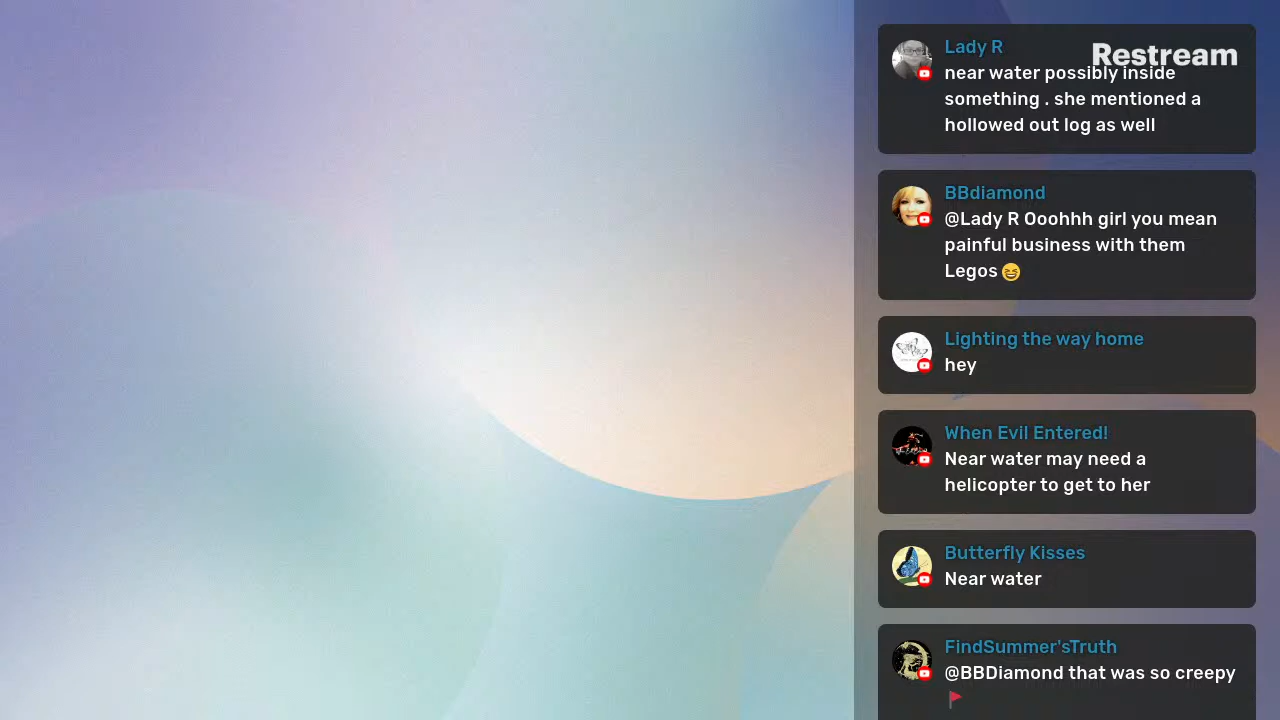 Lady R
Restream
near water possibly inside
something . she mentioned a
hollowed out log as well
BBdiamond
@Lady R Ooohhh girl you mean
painful business with them
Legos 😆
Lighting the way home
hey
When Evil Entered!
Near water may need a
helicopter to get to her
Butterfly Kisses
Near water
FindSummer'sTruth
@BBDiamond that was so creepy
🚩